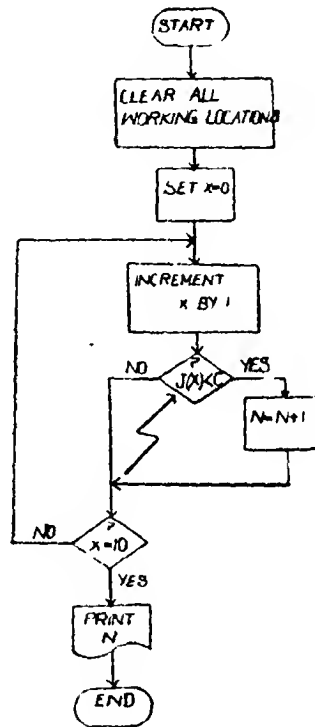 START
CLEAR ALL
WORKING LOCATIONS
SET X=0
INCREMENT
X BY 1
NO
?
J(X)<C
YES
N=N+1
NO
?
X=10
YES
PRINT
N
END